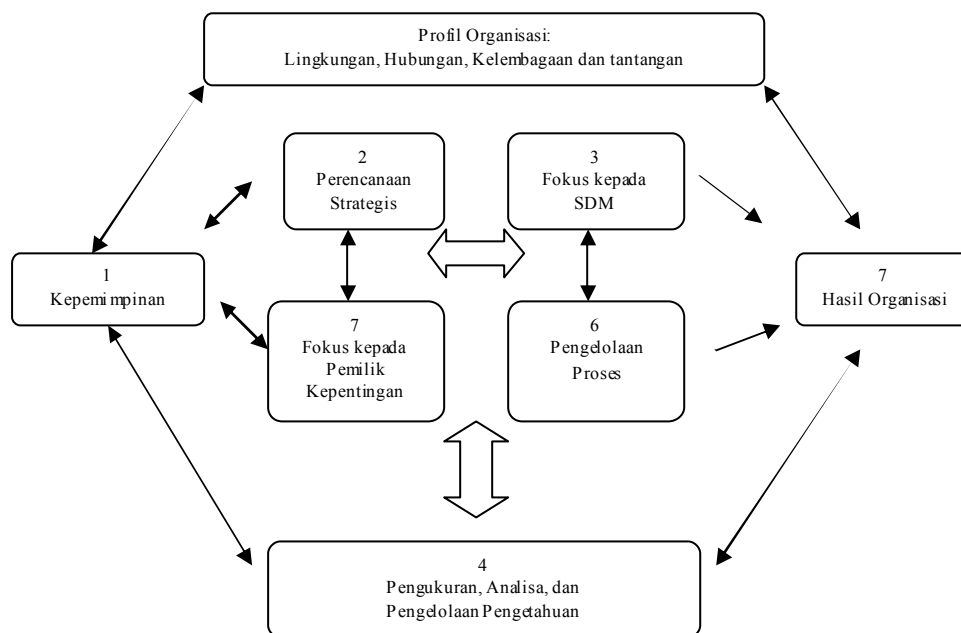 Profil Organisasi:
Lingkungan, Hubungan, Kelembagaan dan tantangan
2
Perencanaan
Strategis
3
Fokus kepada
SDM
1
Kepemimpinan
7
Hasil Organisasi
7
Fokus kepada
Pemilik
Kepentingan
6
Pengelolaan
Proses
4
Pengukuran, Analisa, dan
Pengelolaan Pengetahuan